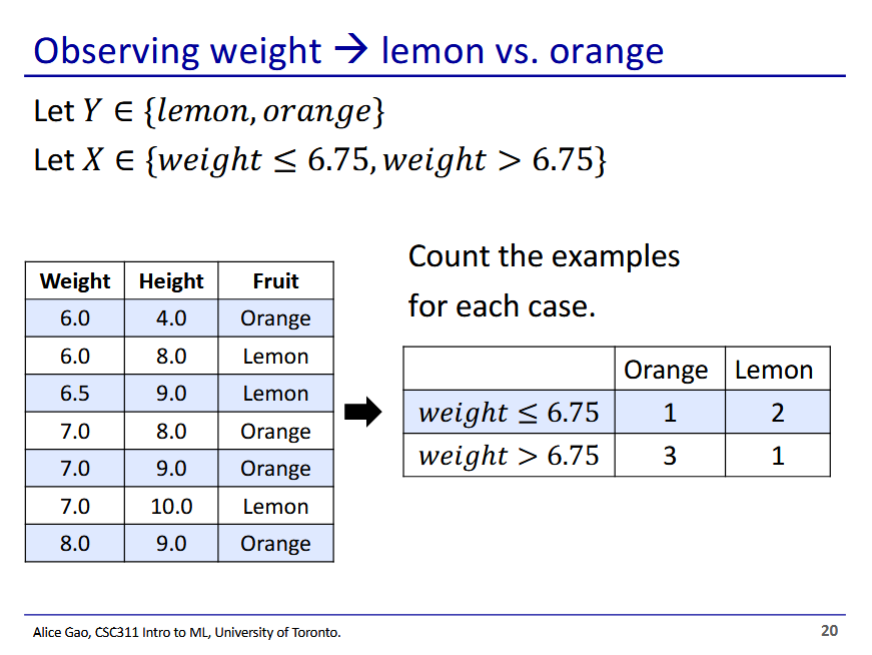 Observing weight → lemon vs. orange
Let Y ∈ {lemon, orange}
Let X ∈ {weight ≤ 6.75, weight > 6.75}
Weight Height Fruit
6.0 4.0 Orange
6.0 8.0 Lemon
6.5 9.0 Lemon
7.0 8.0 Orange
7.0 9.0 Orange
7.0 10.0 Lemon
8.0 9.0 Orange
Count the examples
for each case.
Orange Lemon
weight ≤ 6.75 1 2
weight > 6.75 3 1
Alice Gao, CSC311 Intro to ML, University of Toronto.
20